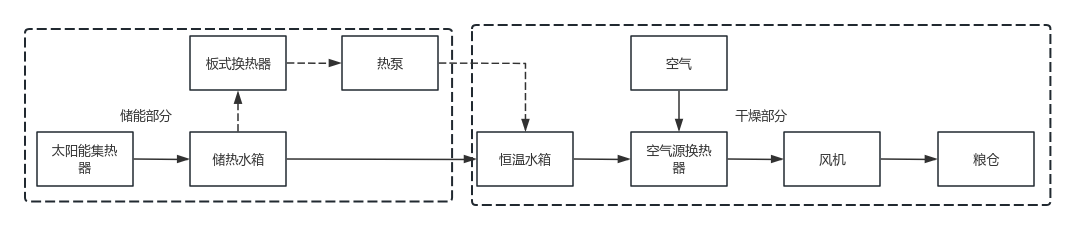 板式换热器
热泵
空气
储能部分
干燥部分
太阳能集热
器
储热水箱
恒温水箱
空气源换热
器
风机
粮仓